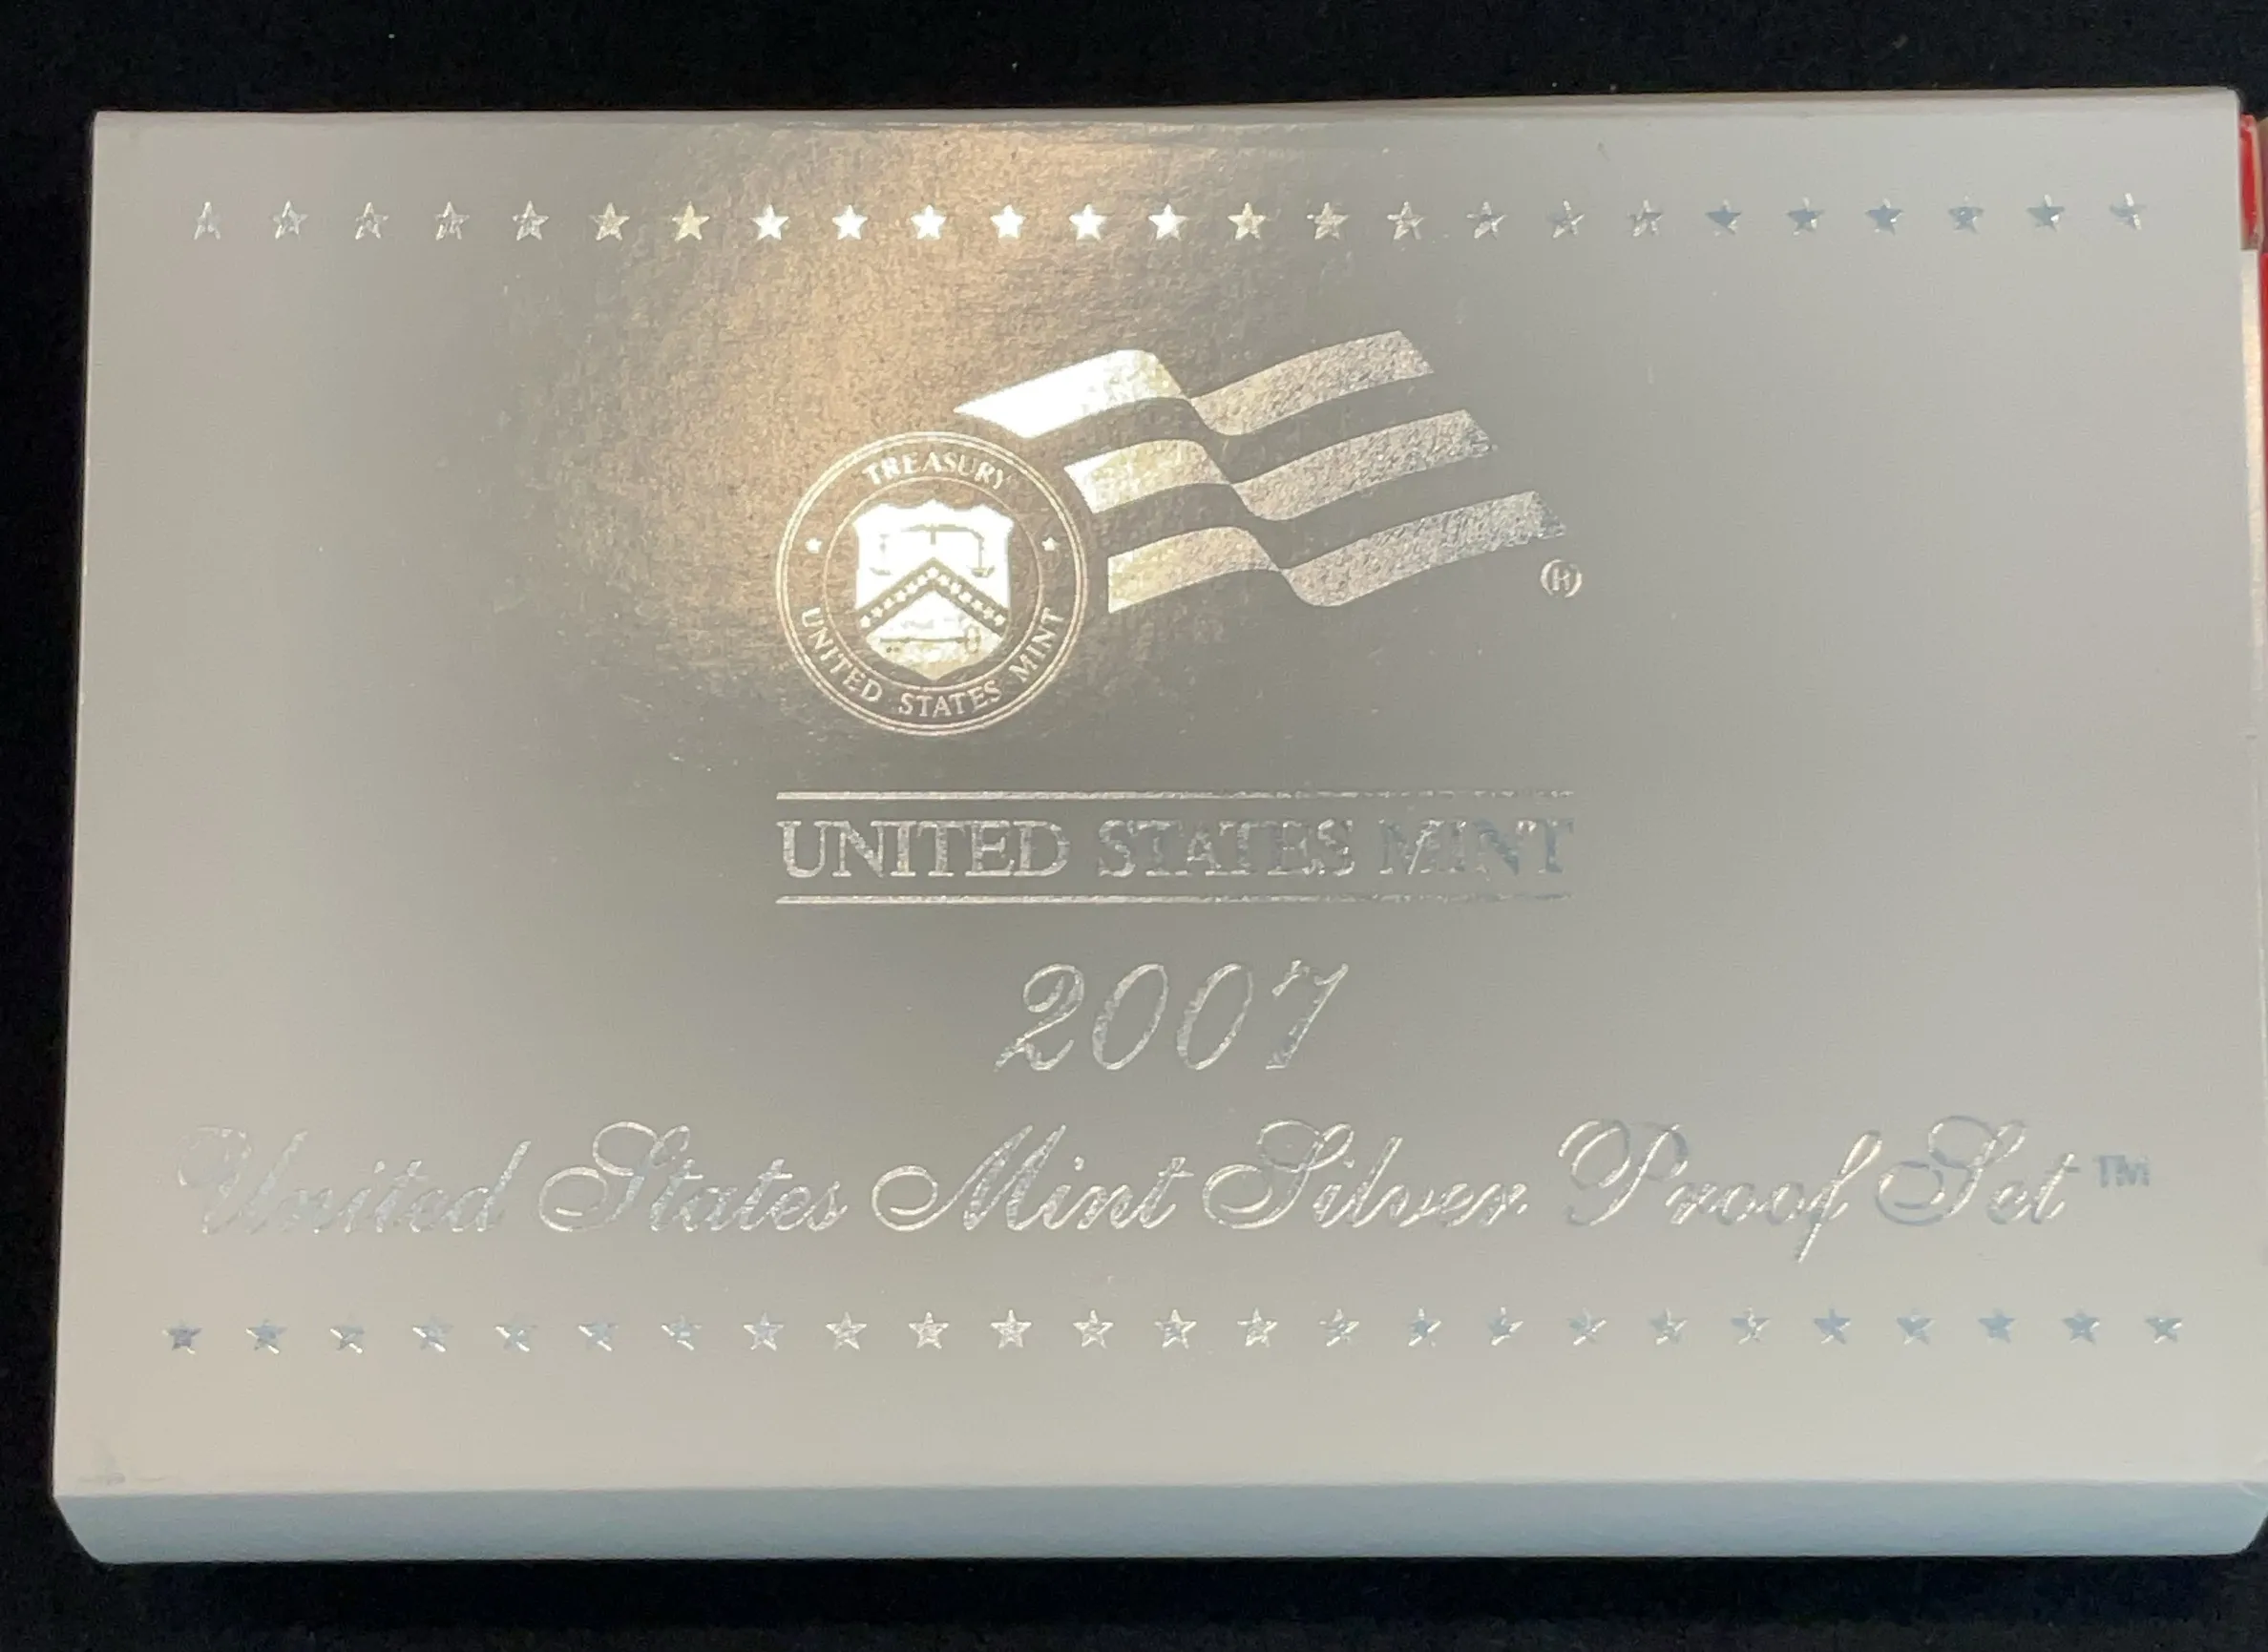 TREASURY
UNITED STATES MINT
®
UNITED STATES MINT
2007
United States Mint Silver Proof Set™